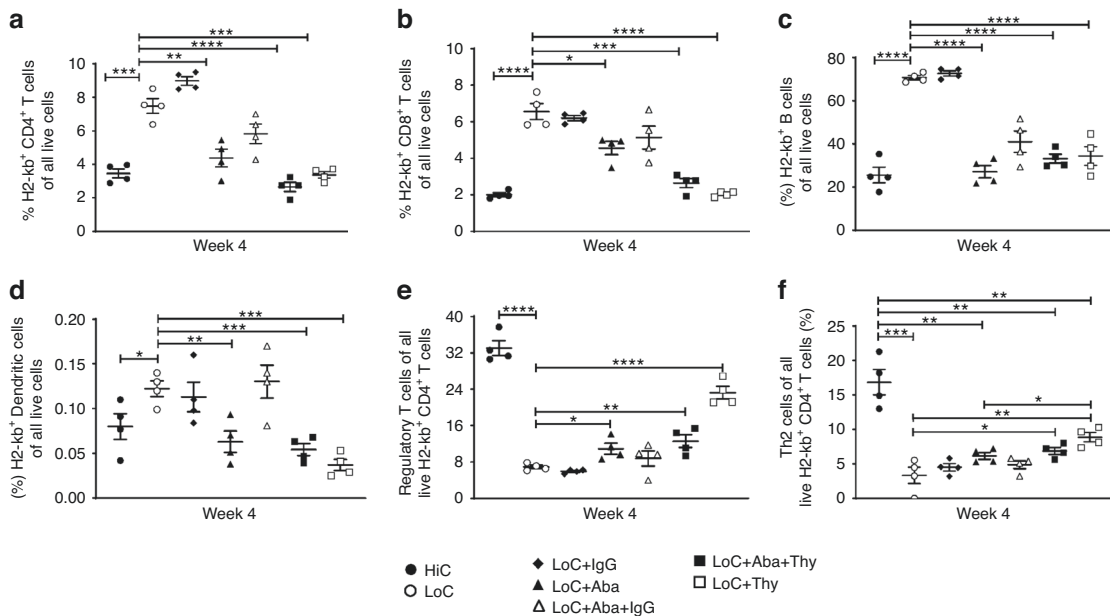 a
***
****
**
***
10
8
6
4
2
0
% H2-kb⁺ CD4⁺ T cells
of all live cells
Week 4
b
****
***
*
****
10
8
6
4
2
0
% H2-kb⁺ CD8⁺ T cells
of all live cells
Week 4
c
****
****
****
****
80
60
40
20
0
(%) H2-kb⁺ B cells
of all live cells
Week 4
d
***
***
**
*
0.20
0.15
0.10
0.05
0.00
(%) H2-kb⁺ Dendritic cells
of all live cells
Week 4
e
****
****
**
*
40
32
24
16
8
0
Regulatory T cells of all
live H2-kb⁺ CD4⁺ T cells
Week 4
f
**
**
**
***
*
**
*
25
20
15
10
5
0
Th2 cells of all
live H2-kb⁺ CD4⁺ T cells (%)
Week 4
HiC
LoC
LoC+IgG
LoC+Aba
LoC+Aba+IgG
LoC+Aba+Thy
LoC+Thy